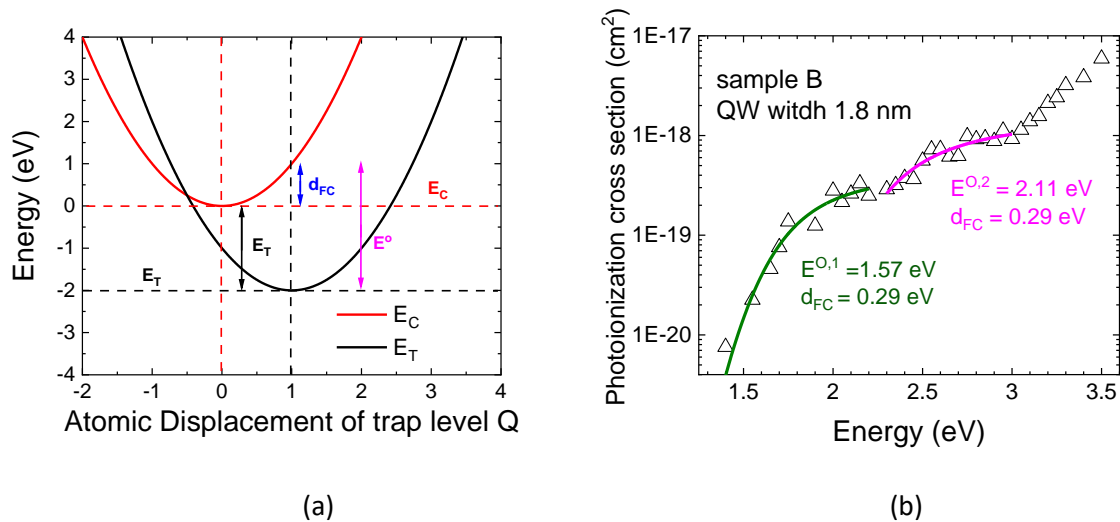 4
3
2
1
0
-1
-2
-3
-4
Energy (eV)
d_FC
E_C
E_T
E^o
E_T
E_C
E_T
-2 -1 0 1 2 3 4
Atomic Displacement of trap level Q
(a)
1E-17
1E-18
1E-19
1E-20
Photoionization cross section (cm²)
sample B
QW witdh 1.8 nm
E^O,2 = 2.11 eV
d_FC = 0.29 eV
E^O,1 =1.57 eV
d_FC = 0.29 eV
1.5 2.0 2.5 3.0 3.5
Energy (eV)
(b)